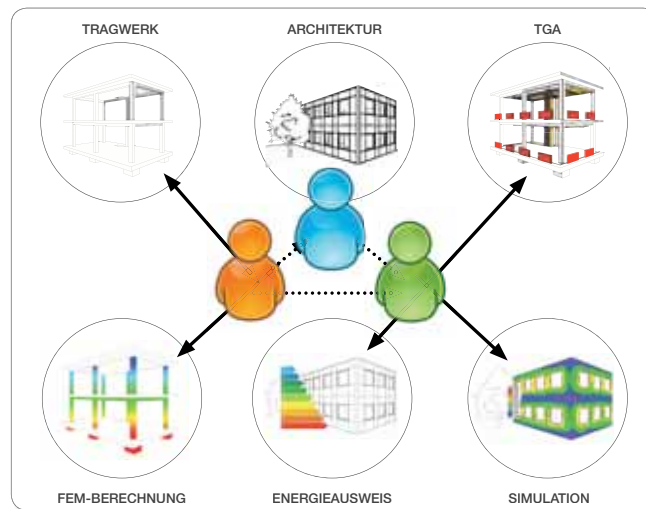 TRAGWERK
ARCHITEKTUR
TGA
FEM-BERECHNUNG
ENERGIEAUSWEIS
SIMULATION